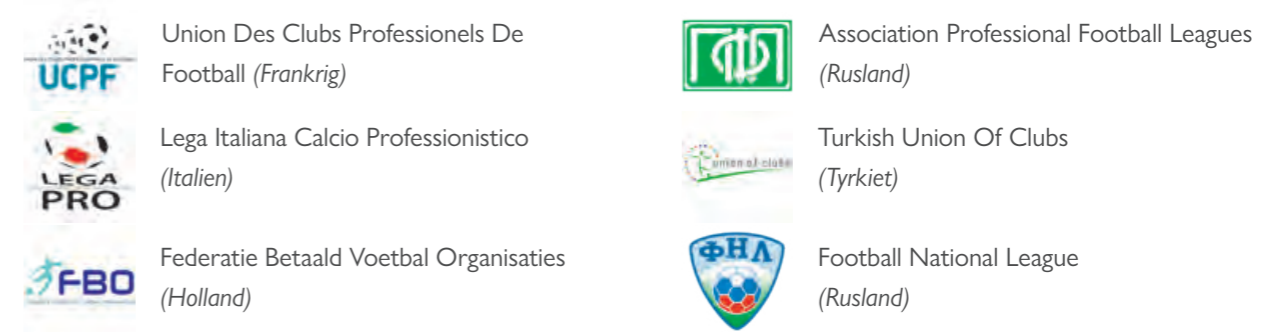 UCPF
Union Des Clubs Professionels De
Football (Frankrig)
LEGA
PRO
Lega Italiana Calcio Professionistico
(Italien)
FBO
Federatie Betaald Voetbal Organisaties
(Holland)
Association Professional Football Leagues
(Rusland)
union of clubs
Turkish Union Of Clubs
(Tyrkiet)
ФНЛ
Football National League
(Rusland)